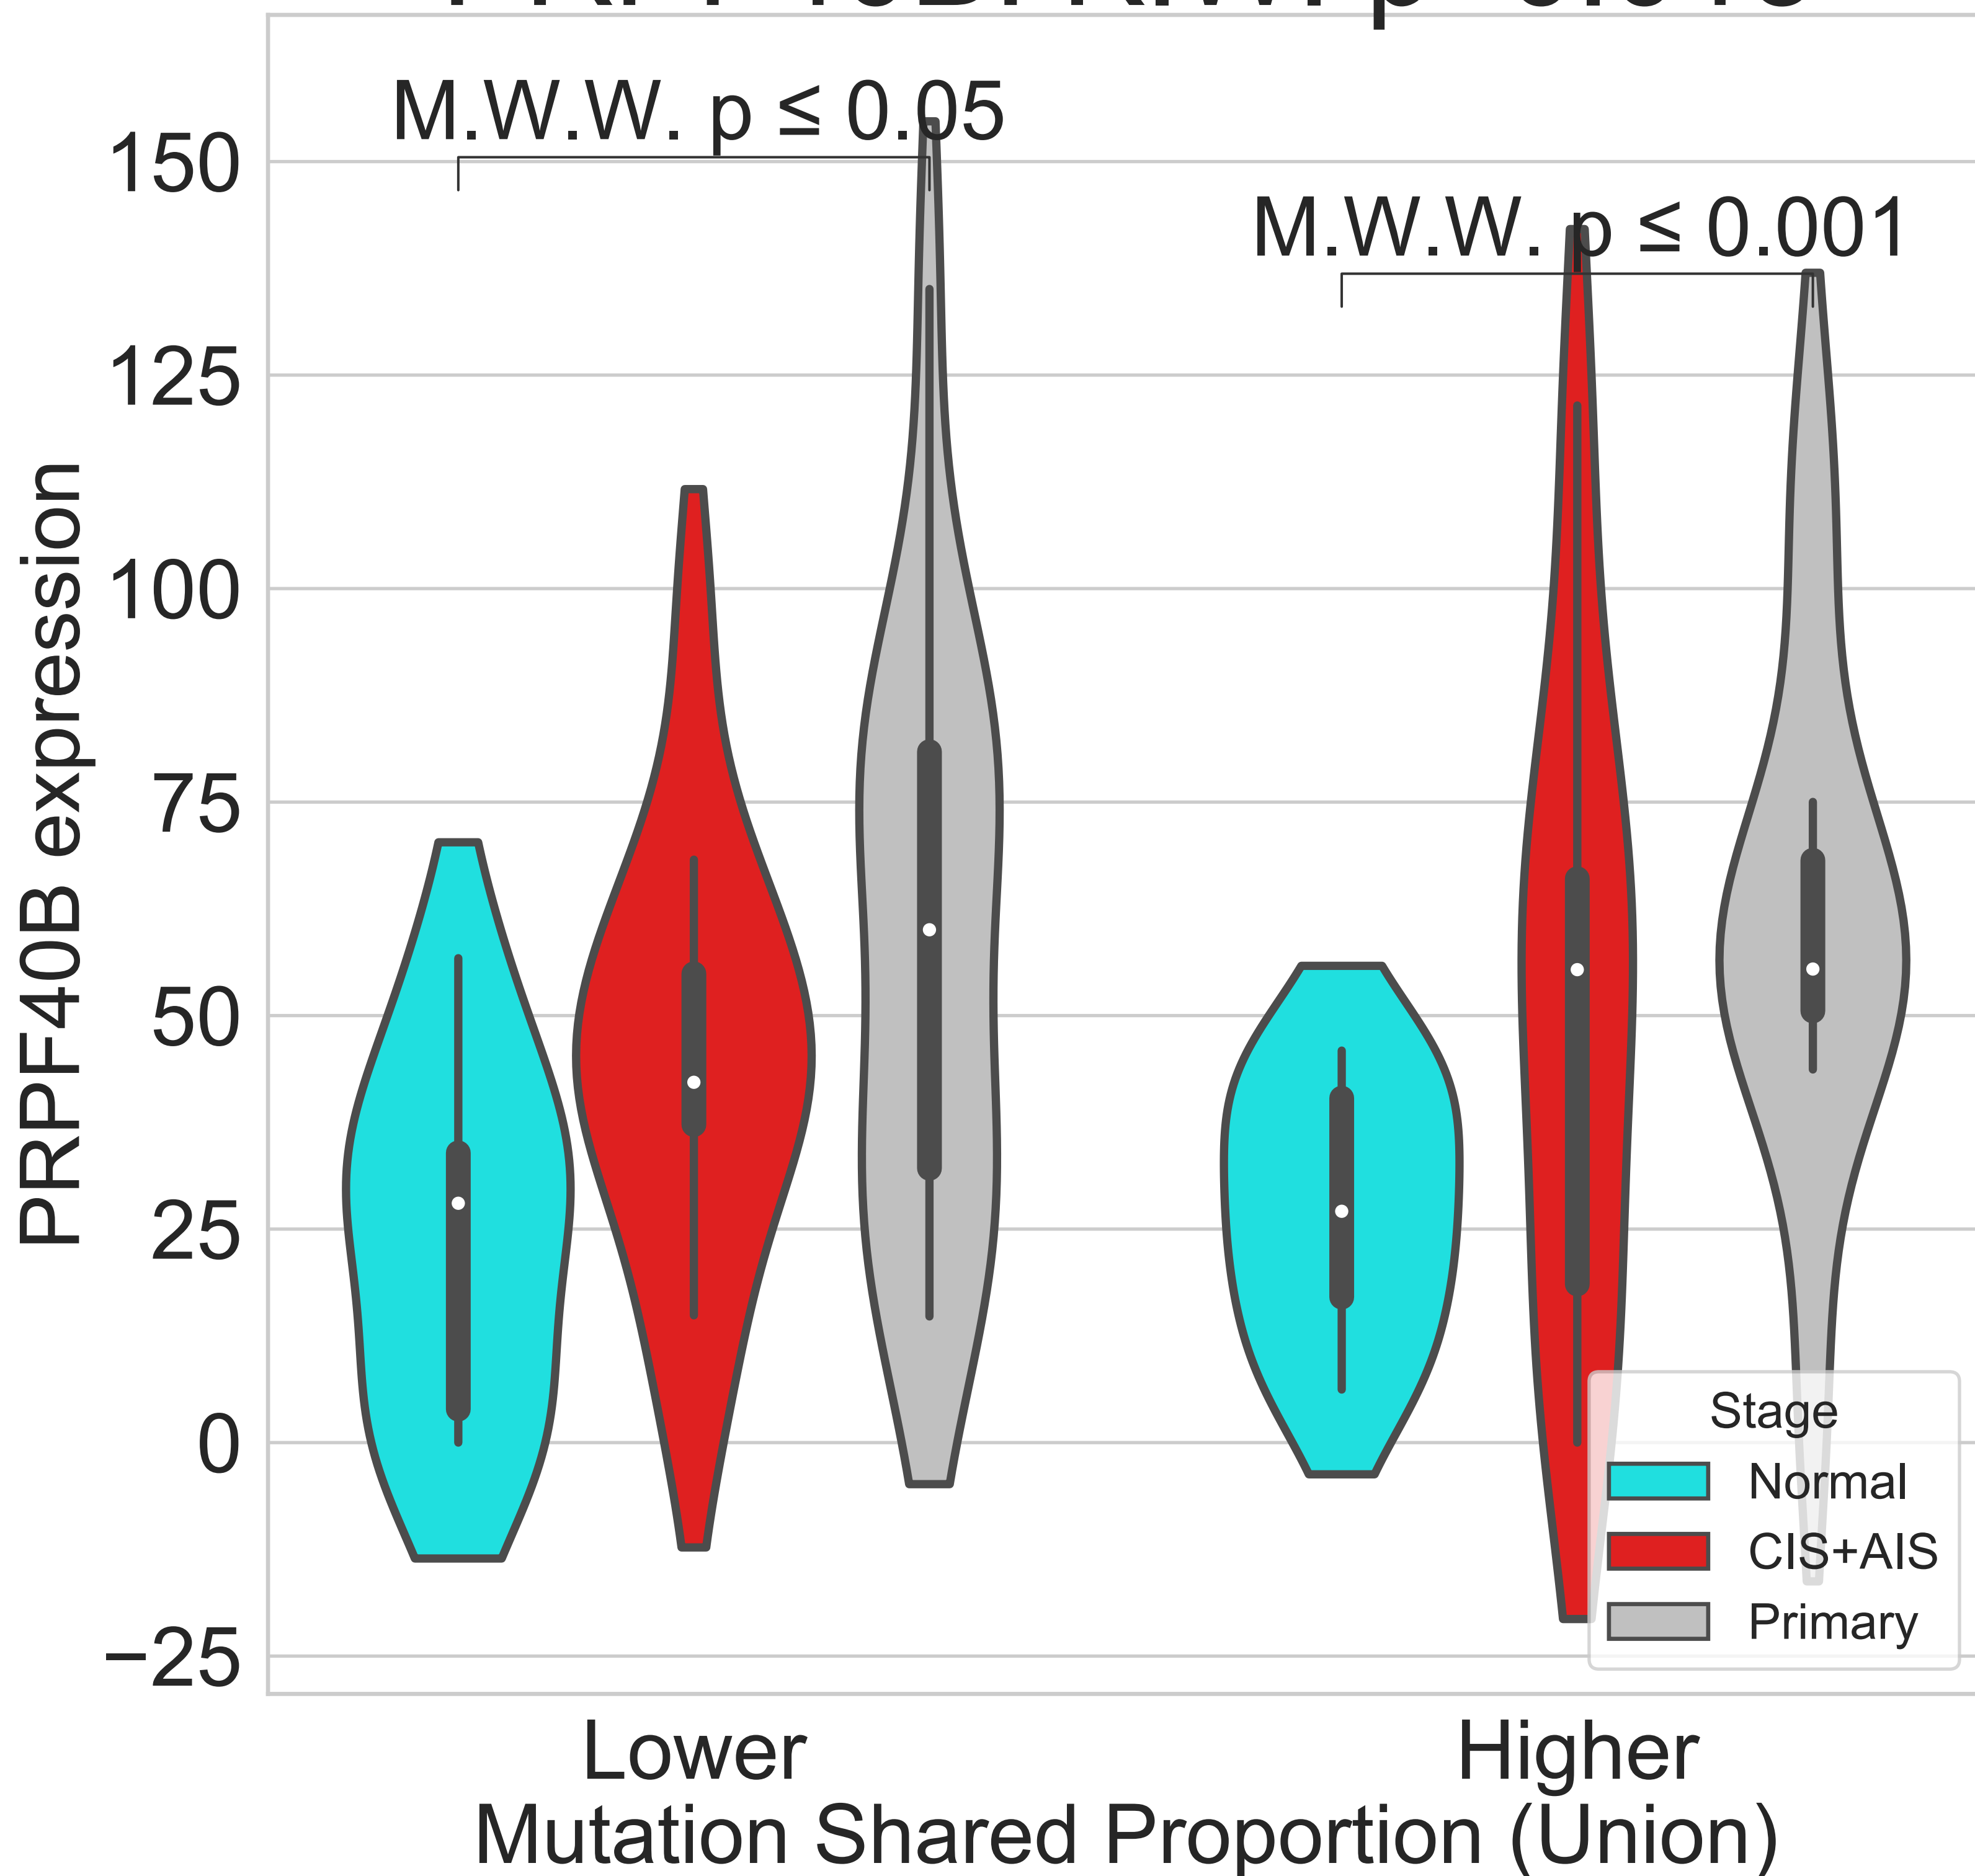 M.W.W. p ≤ 0.05
M.W.W. p ≤ 0.001
150
125
100
75
50
25
0
−25
PRPF40B expression
Stage
Normal
CIS+AIS
Primary
Lower
Higher
Mutation Shared Proportion (Union)